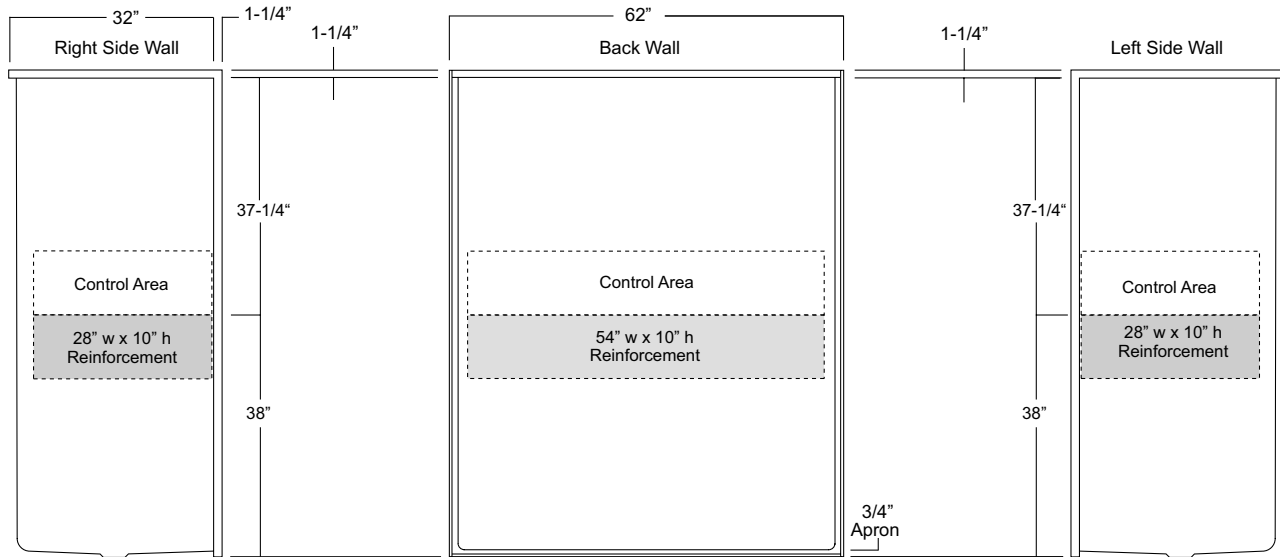 32”
1-1/4”
1-1/4”
62”
1-1/4”
Right Side Wall
Back Wall
Left Side Wall
37-1/4“
37-1/4“
Control Area
Control Area
Control Area
28” w x 10” h
Reinforcement
54” w x 10” h
Reinforcement
28” w x 10” h
Reinforcement
38”
38”
3/4”
Apron